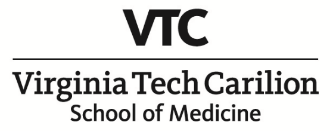 VTC
Virginia Tech Carilion
School of Medicine